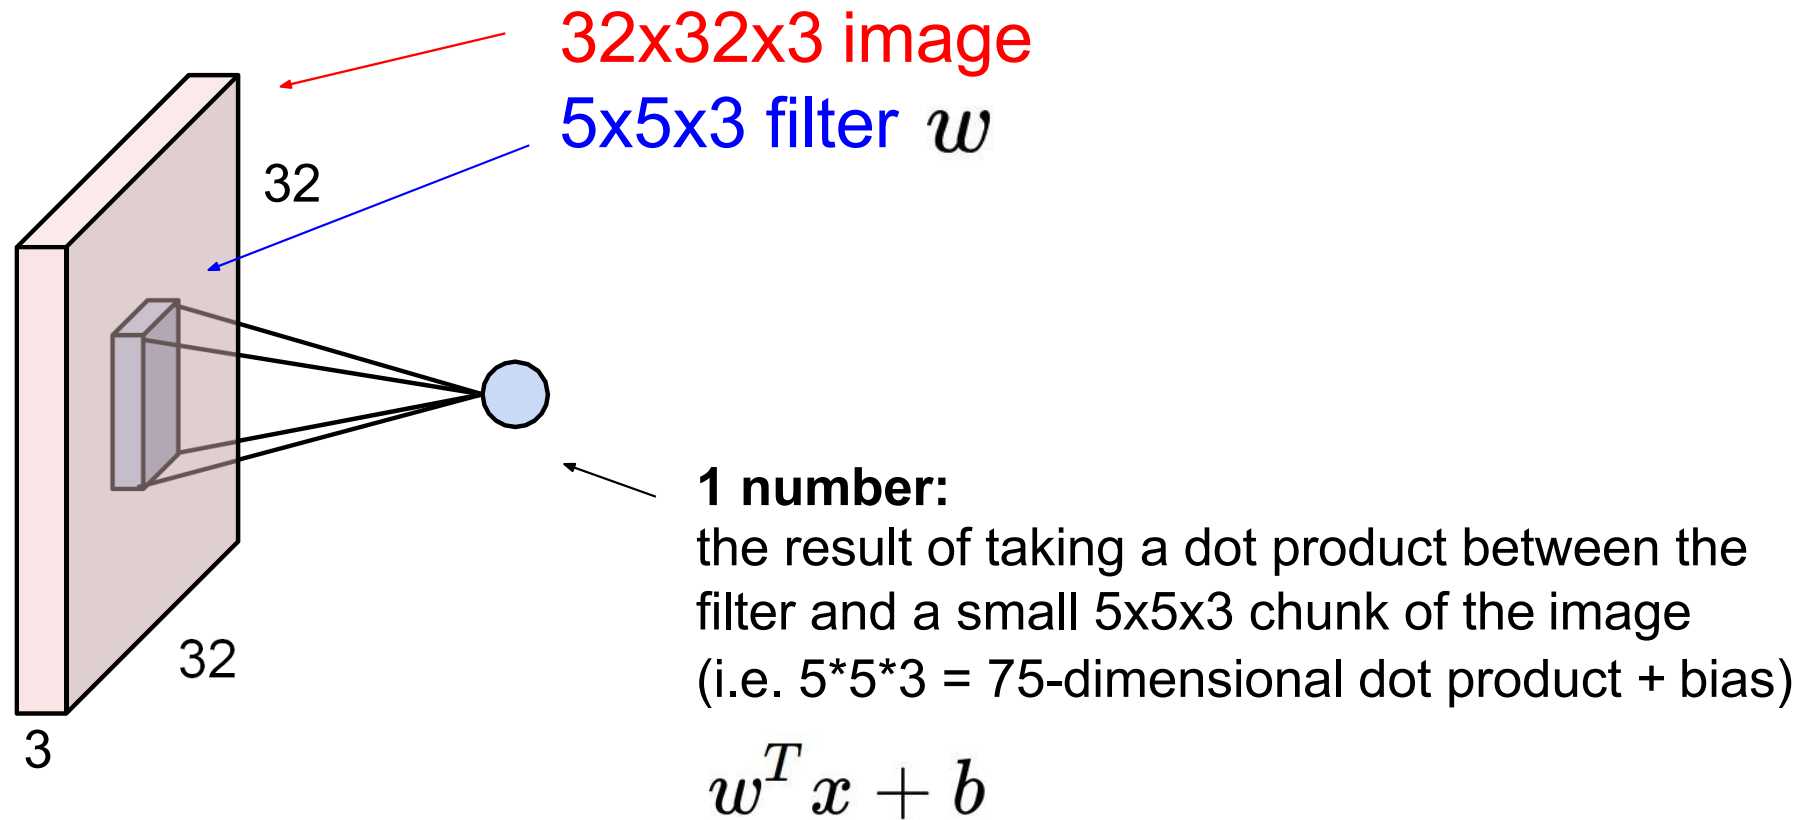 32x32x3 image
5x5x3 filter w
32
32
3
1 number:
the result of taking a dot product between the
filter and a small 5x5x3 chunk of the image
(i.e. 5*5*3 = 75-dimensional dot product + bias)
w^T x + b